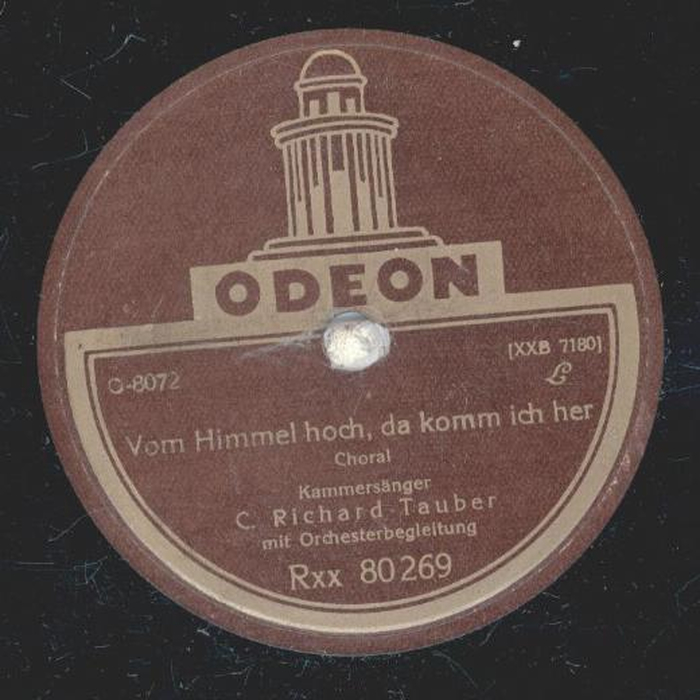 ODEON
[XXB 7180]
O-8072
Vom Himmel hoch, da komm ich her
Choral
Kammersänger
C. Richard Tauber
mit Orchesterbegleitung
Rxx 80269